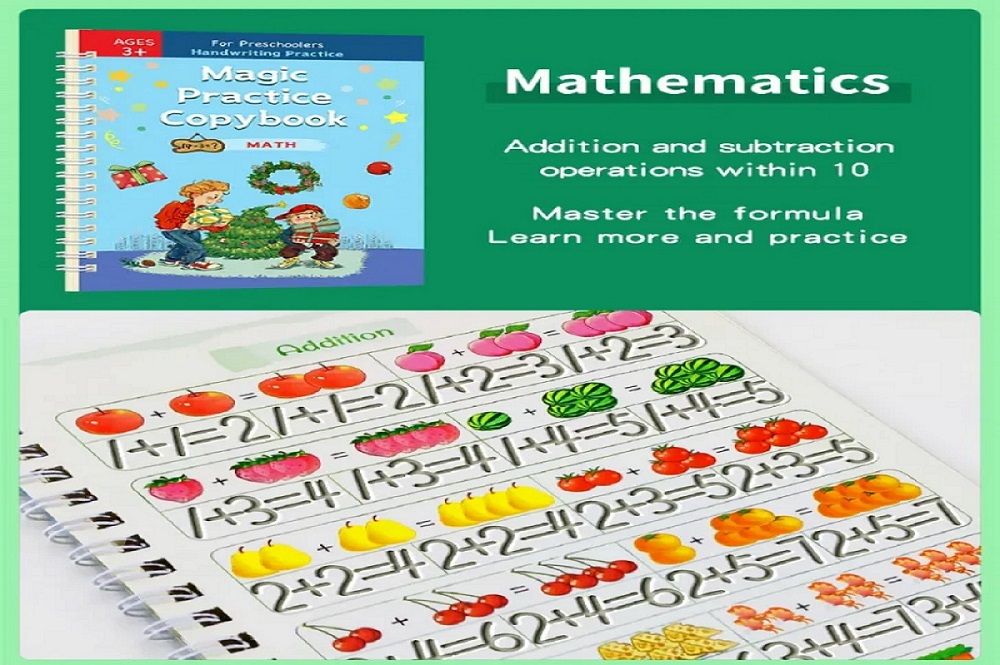 AGES
3+
For Preschoolers
Handwriting Practice
Magic
Practice
Copybook
MATH
Mathematics
Addition and subtraction
operations within 10
Master the formula
Learn more and practice
Addition
+ =
+ =
1+1=2 1+1=2 1+2=3 1+2=3
+ =
+ =
1+3=4 1+3=4 1+4=5 1+4=5
+ =
+ =
2+2=4 2+2=4 2+3=5 2+3=5
+ =
+ =
2+4=6 2+4=6 2+5=7 2+5=7
+ =
3+4=7 3+